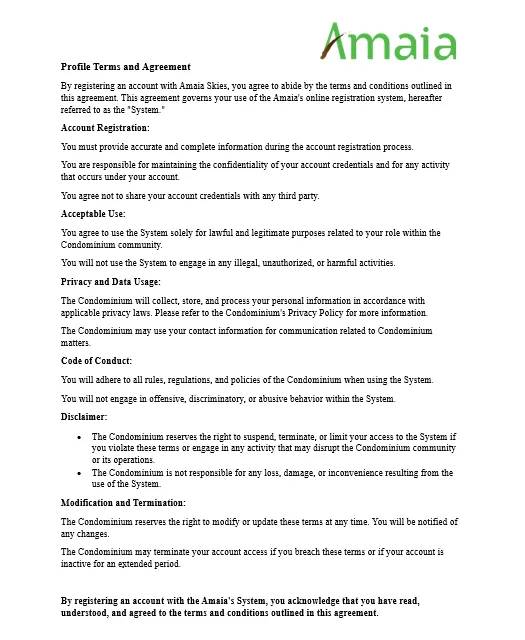 Amaia
Profile Terms and Agreement
By registering an account with Amaia Skies, you agree to abide by the terms and conditions outlined in
this agreement. This agreement governs your use of the Amaia's online registration system, hereafter
referred to as the "System."
Account Registration:
You must provide accurate and complete information during the account registration process.
You are responsible for maintaining the confidentiality of your account credentials and for any activity
that occurs under your account.
You agree not to share your account credentials with any third party.
Acceptable Use:
You agree to use the System solely for lawful and legitimate purposes related to your role within the
Condominium community.
You will not use the System to engage in any illegal, unauthorized, or harmful activities.
Privacy and Data Usage:
The Condominium will collect, store, and process your personal information in accordance with
applicable privacy laws. Please refer to the Condominium's Privacy Policy for more information.
The Condominium may use your contact information for communication related to Condominium
matters.
Code of Conduct:
You will adhere to all rules, regulations, and policies of the Condominium when using the System.
You will not engage in offensive, discriminatory, or abusive behavior within the System.
Disclaimer:
• The Condominium reserves the right to suspend, terminate, or limit your access to the System if
you violate these terms or engage in any activity that may disrupt the Condominium community
or its operations.
• The Condominium is not responsible for any loss, damage, or inconvenience resulting from the
use of the System.
Modification and Termination:
The Condominium reserves the right to modify or update these terms at any time. You will be notified of
any changes.
The Condominium may terminate your account access if you breach these terms or if your account is
inactive for an extended period.
By registering an account with the Amaia's System, you acknowledge that you have read,
understood, and agreed to the terms and conditions outlined in this agreement.